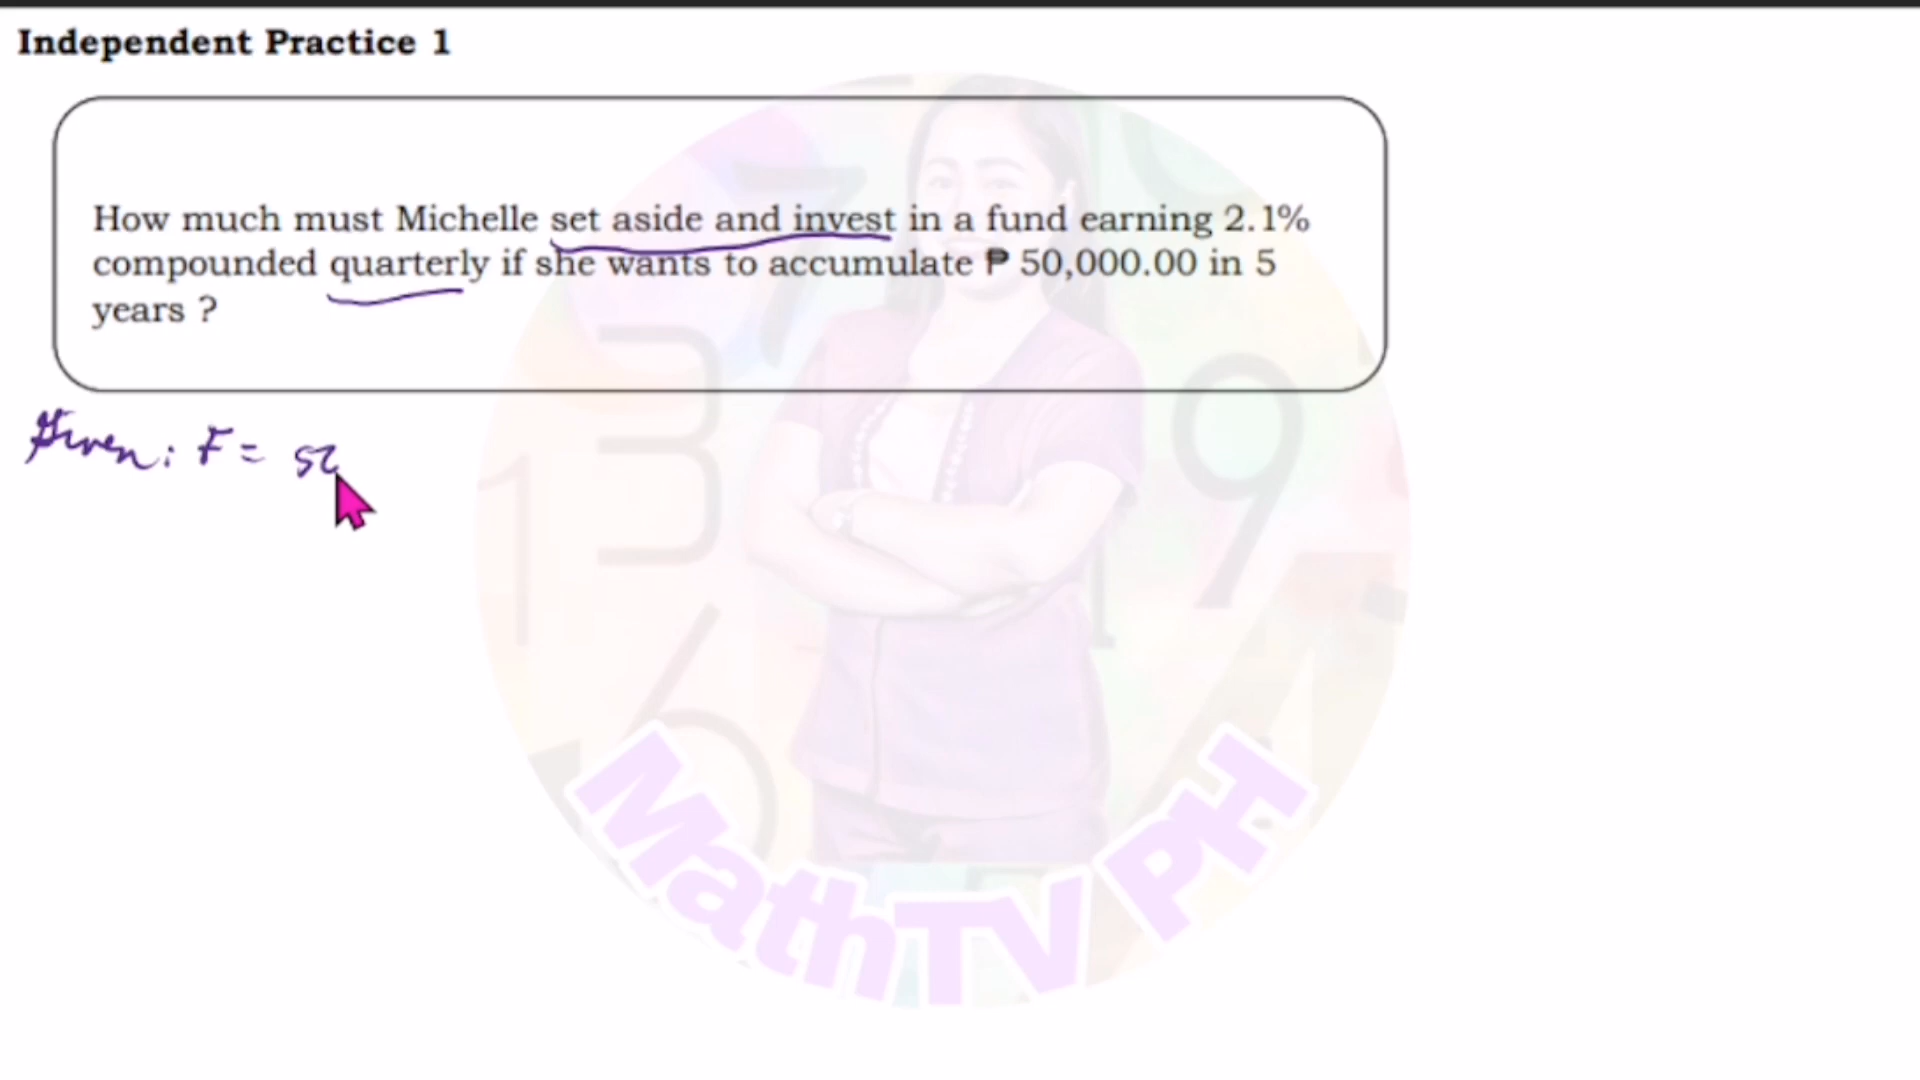 Independent Practice 1
How much must Michelle set aside and invest in a fund earning 2.1%
compounded quarterly if she wants to accumulate ₱ 50,000.00 in 5
years ?
Given: F = 50
MathTV PH